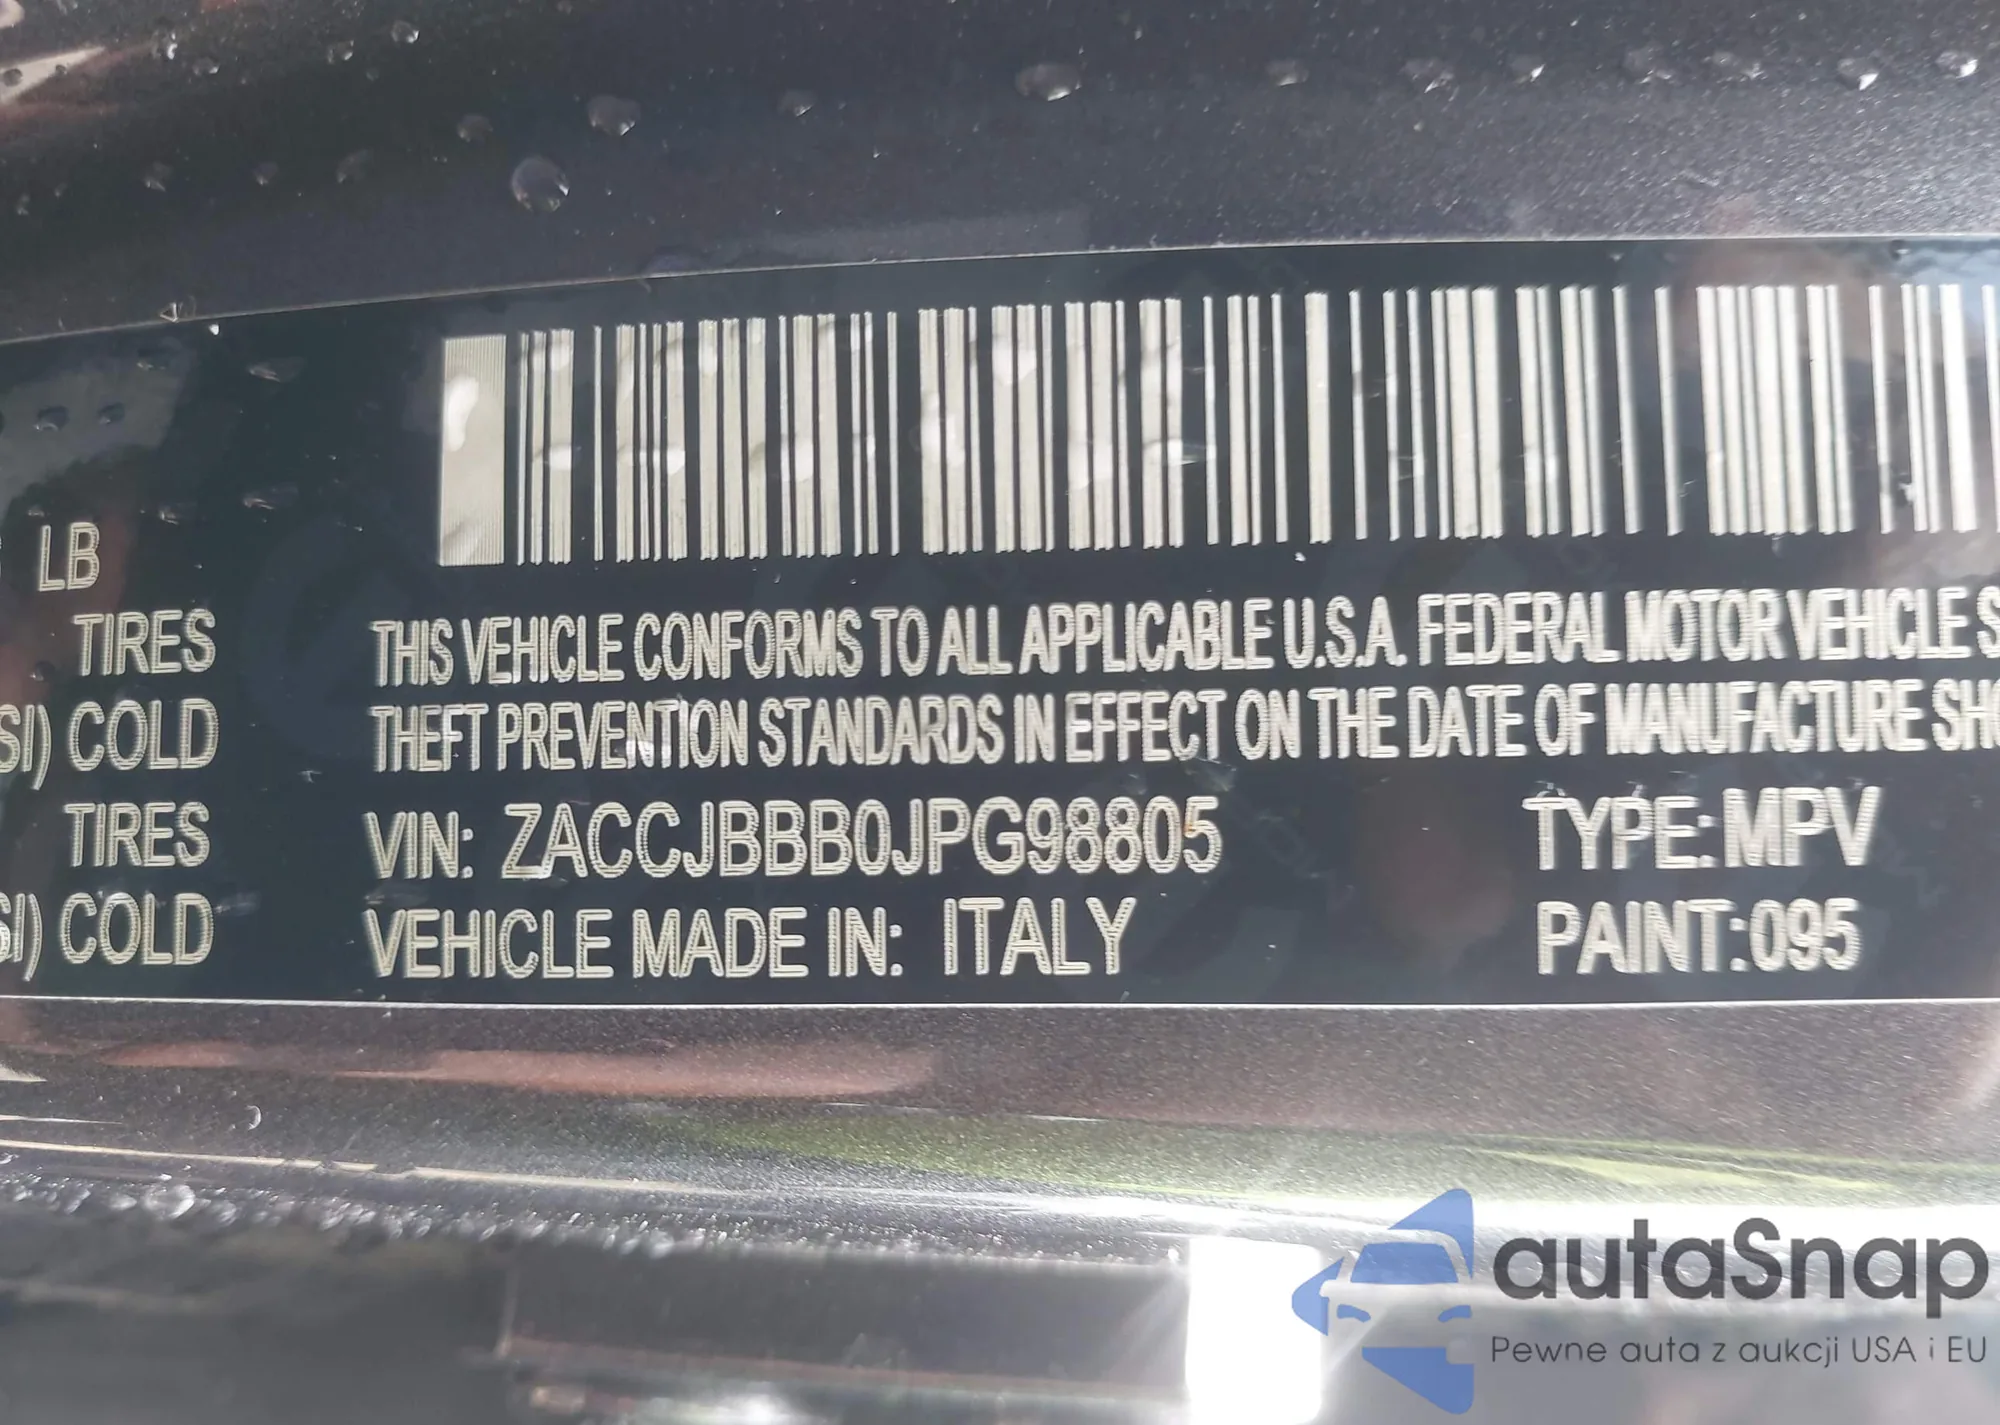 LB
TIRES
SI) COLD
TIRES
SI) COLD
THIS VEHICLE CONFORMS TO ALL APPLICABLE U.S.A. FEDERAL MOTOR VEHICLE S
THEFT PREVENTION STANDARDS IN EFFECT ON THE DATE OF MANUFACTURE SHO
VIN: ZACCJBBB0JPG98805 TYPE: MPV
VEHICLE MADE IN: ITALY PAINT: 095
autaSnap
Pewne auta z aukcji USA i EU